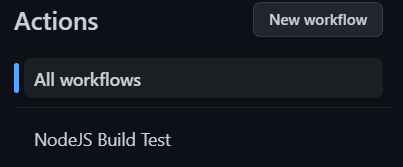 Actions
New workflow
All workflows
NodeJS Build Test